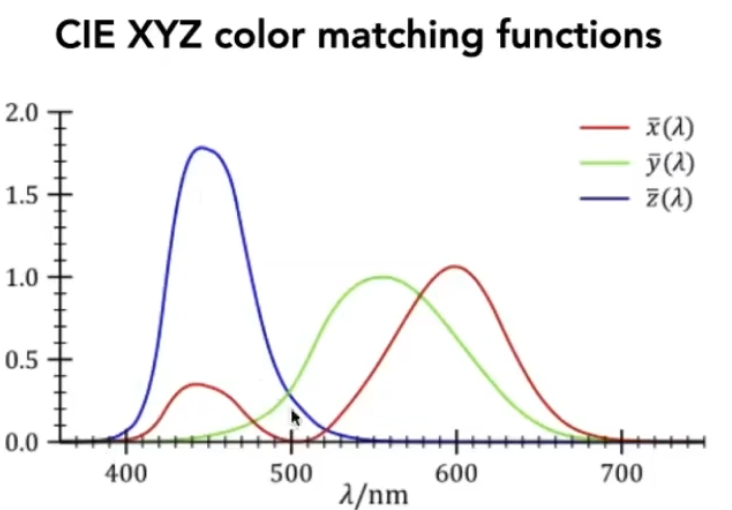 CIE XYZ color matching functions
2.0
x̄(λ)
ȳ(λ)
z̄(λ)
1.5
1.0
0.5
0.0
400 500 600 700
λ/nm